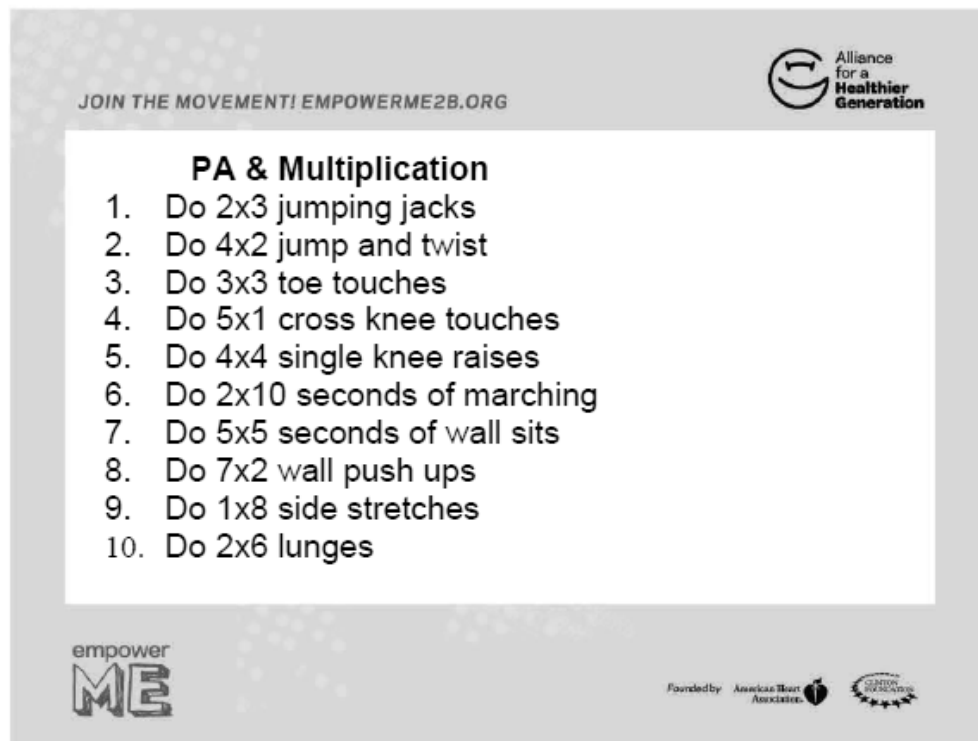 JOIN THE MOVEMENT! EMPOWERME2B.ORG
Alliance
for a
Healthier
Generation
PA & Multiplication
1. Do 2x3 jumping jacks
2. Do 4x2 jump and twist
3. Do 3x3 toe touches
4. Do 5x1 cross knee touches
5. Do 4x4 single knee raises
6. Do 2x10 seconds of marching
7. Do 5x5 seconds of wall sits
8. Do 7x2 wall push ups
9. Do 1x8 side stretches
10. Do 2x6 lunges
empower
ME
Founded by
American Heart
Association
CLINTON
FOUNDATION